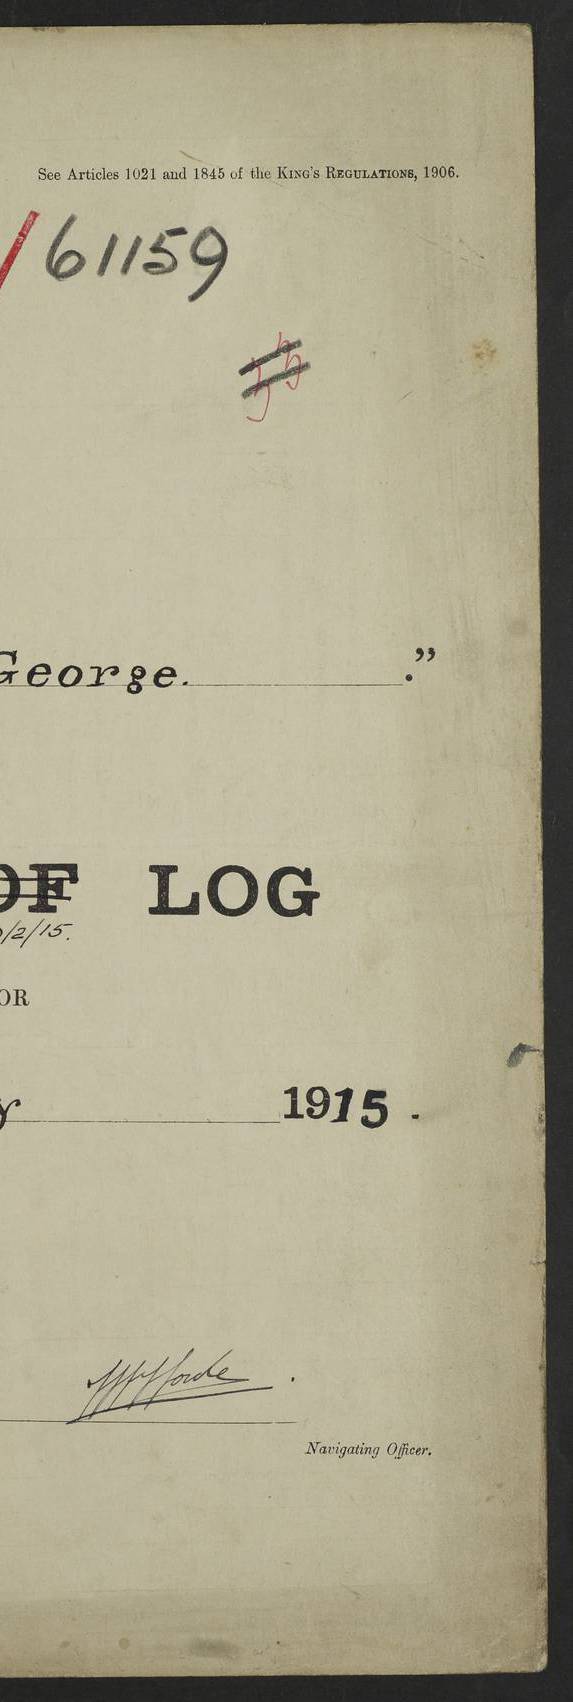 See Articles 1021 and 1845 of the KING'S REGULATIONS, 1906.
/61159
George. ."
OF LOG
/2/15.
OR
y 1915.
Navigating Officer.